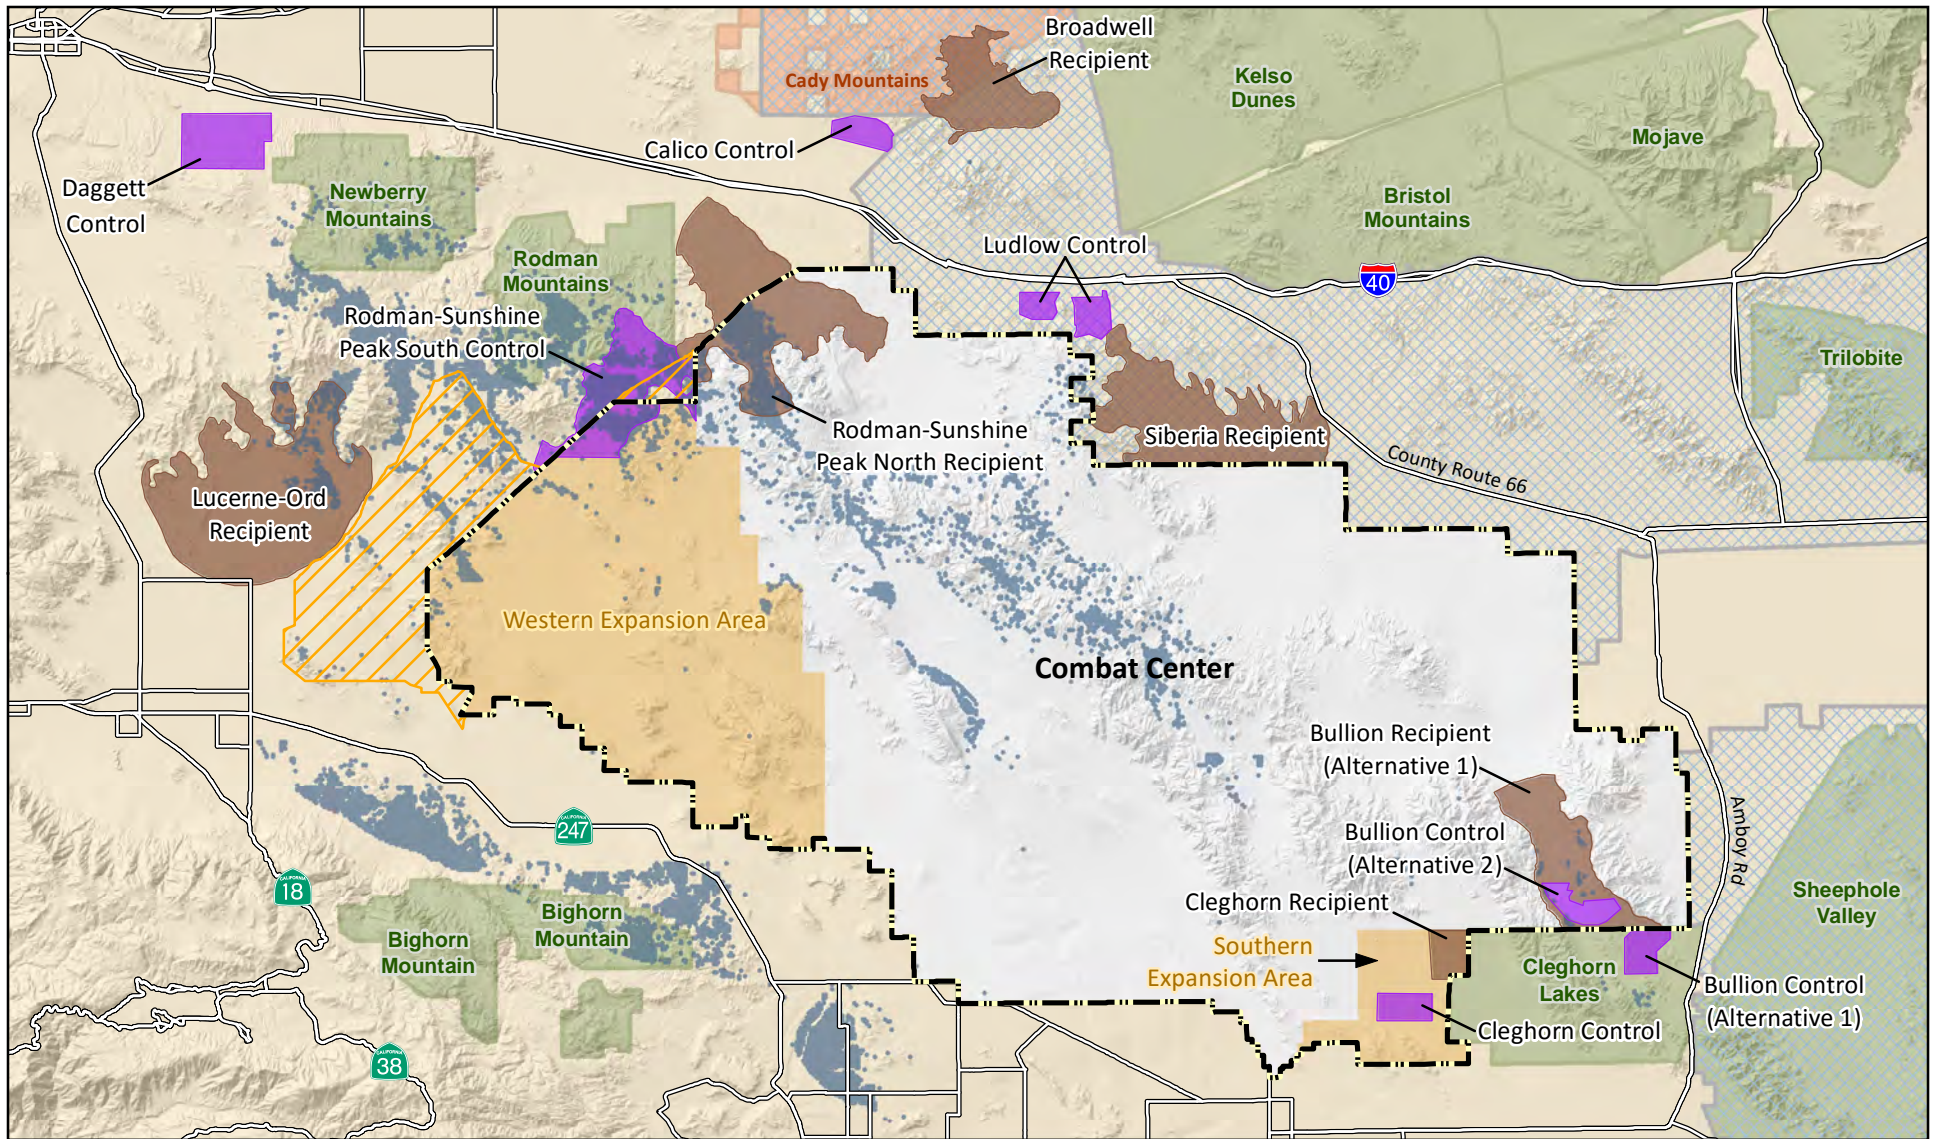 Broadwell
Recipient
Cady Mountains
Kelso
Dunes
Mojave
Calico Control
Daggett
Control
Newberry
Mountains
Bristol
Mountains
Rodman
Mountains
Ludlow Control
40
Rodman-Sunshine
Peak South Control
Trilobite
Rodman-Sunshine
Peak North Recipient
Siberia Recipient
County Route 66
Lucerne-Ord
Recipient
Western Expansion Area
Combat Center
Bullion Recipient
(Alternative 1)
CALIFORNIA
247
Bullion Control
(Alternative 2)
Amboy Rd
CALIFORNIA
18
Sheephole
Valley
Cleghorn Recipient
Bighorn
Mountain
Bighorn
Mountain
Southern
Expansion Area
Cleghorn
Lakes
Bullion Control
(Alternative 1)
Cleghorn Control
CALIFORNIA
38